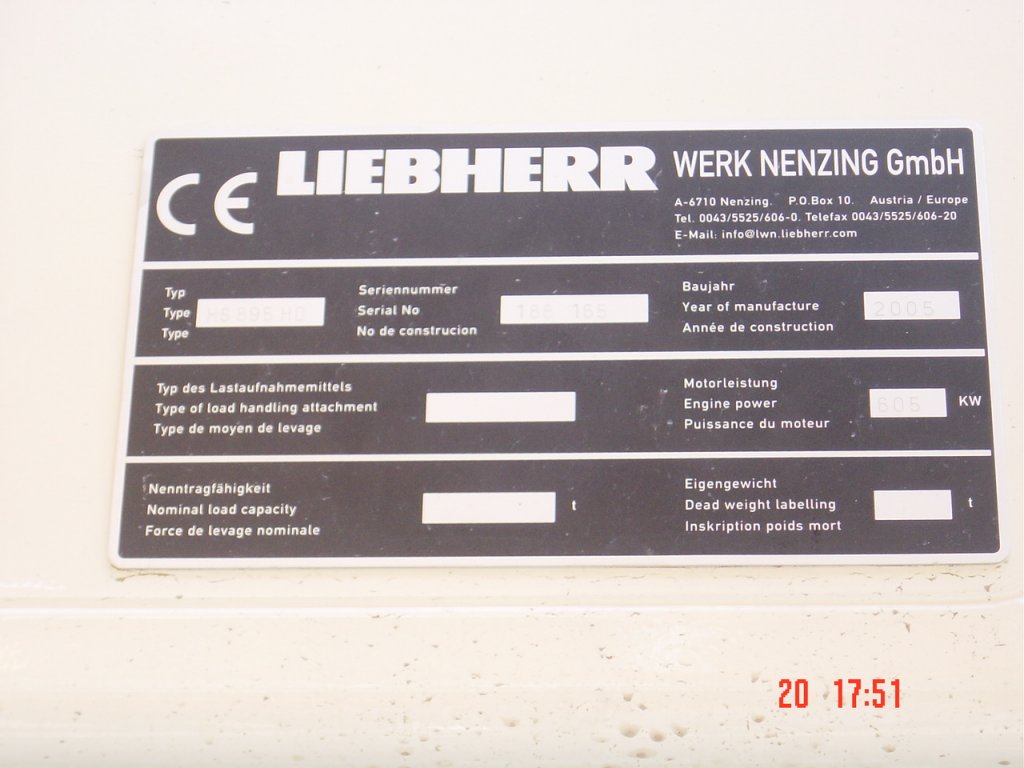 CE LIEBHERR WERK NENZING GmbH
A-6710 Nenzing. P.O.Box 10. Austria / Europe
Tel. 0043/5525/606-0. Telefax 0043/5525/606-20
E-Mail: info@lwn.liebherr.com
Typ
Type HS 895 HD
Type
Seriennummer
Serial No 188 165
No de construcion
Baujahr
Year of manufacture 2005
Année de construction
Typ des Lastaufnahmemittels
Type of load handling attachment
Type de moyen de levage
Motorleistung
Engine power 605 KW
Puissance du moteur
Nenntragfähigkeit
Nominal load capacity t
Force de levage nominale
Eigengewicht
Dead weight labelling t
Inskription poids mort
20 17:51